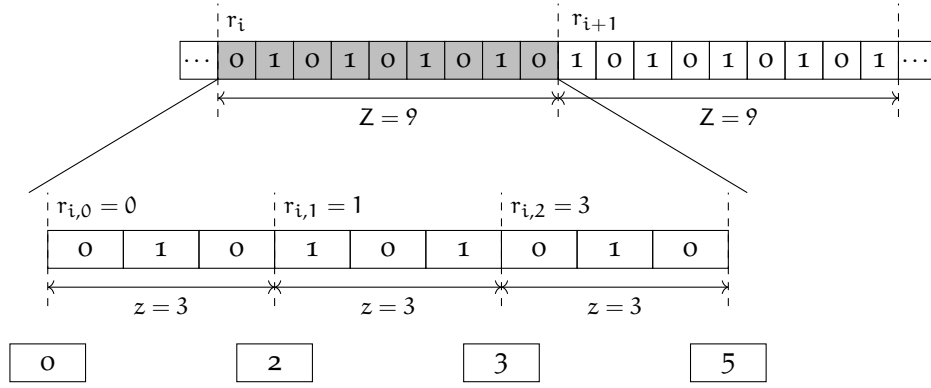 r_i r_{i+1}
⋯ 0 1 0 1 0 1 0 1 0 1 0 1 0 1 0 1 0 1 ⋯
Z = 9 Z = 9
r_{i,0} = 0 r_{i,1} = 1 r_{i,2} = 3
0 1 0 1 0 1 0 1 0
z = 3 z = 3 z = 3
0 2 3 5